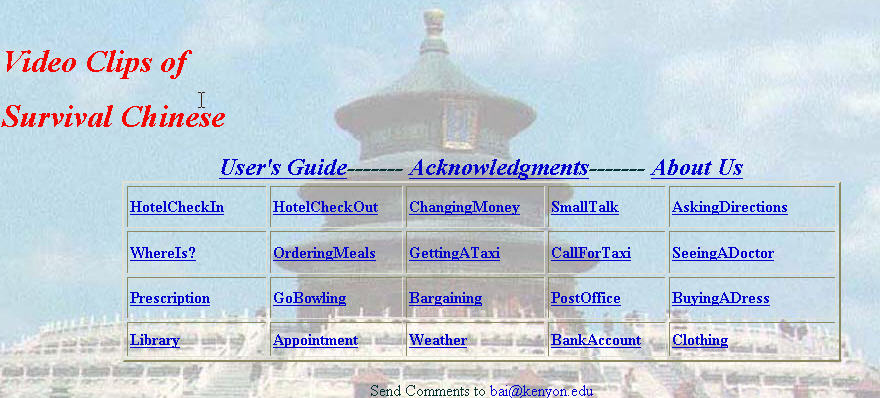 Video Clips of
Survival Chinese
User's Guide------- Acknowledgments------- About Us
HotelCheckIn HotelCheckOut ChangingMoney SmallTalk AskingDirections
WhereIs? OrderingMeals GettingATaxi CallForTaxi SeeingADoctor
Prescription GoBowling Bargaining PostOffice BuyingADress
Library Appointment Weather BankAccount Clothing
Send Comments to bai@kenyon.edu